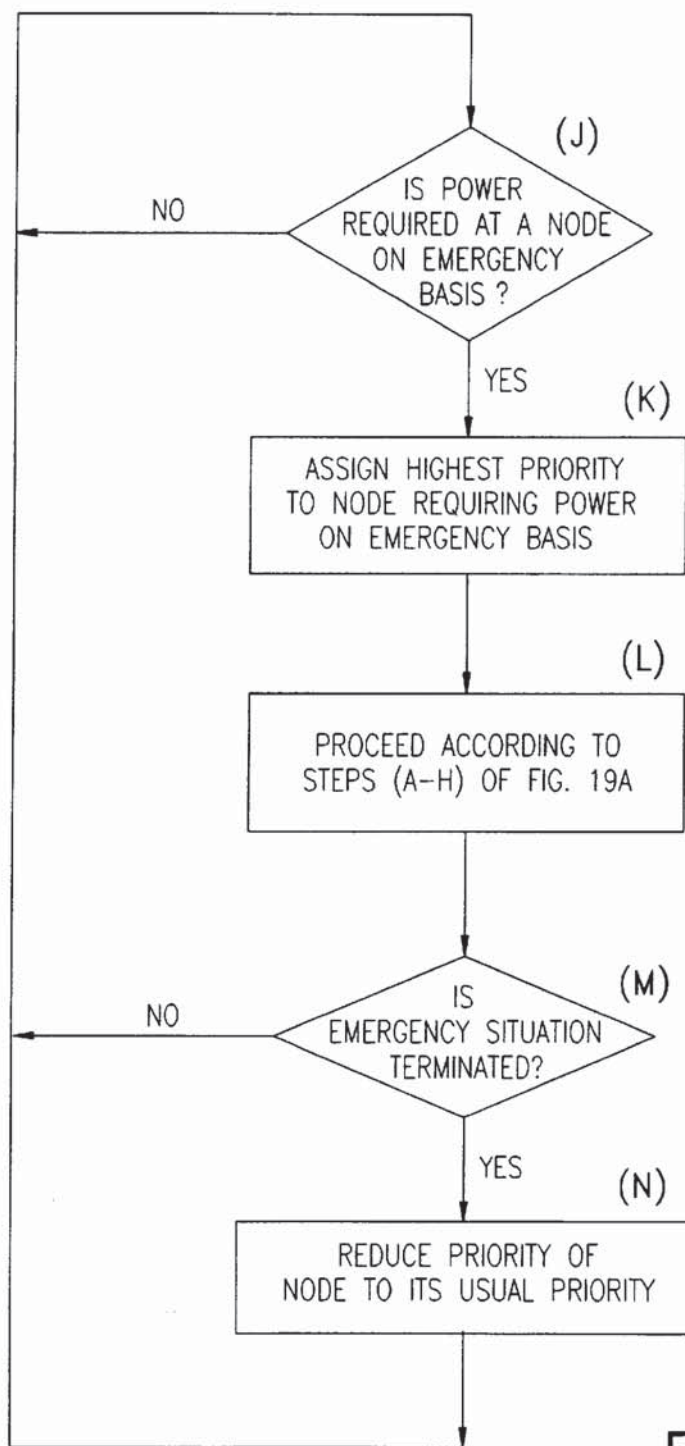 (J)
IS POWER
REQUIRED AT A NODE
ON EMERGENCY
BASIS ?
NO
YES
(K)
ASSIGN HIGHEST PRIORITY
TO NODE REQUIRING POWER
ON EMERGENCY BASIS
(L)
PROCEED ACCORDING TO
STEPS (A-H) OF FIG. 19A
(M)
IS
EMERGENCY SITUATION
TERMINATED?
NO
YES
(N)
REDUCE PRIORITY OF
NODE TO ITS USUAL PRIORITY